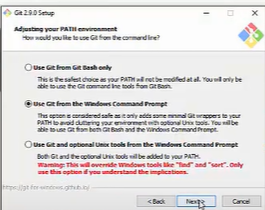 Git 2.9.0 Setup
Adjusting your PATH environment
How would you like to use Git from the command line?
Use Git from Git Bash only
This is the safest choice as your PATH will not be modified at all. You will only be
able to use the Git command line tools from Git Bash.
Use Git from the Windows Command Prompt
This option is considered safe as it only adds some minimal Git wrappers to your
PATH to avoid cluttering your environment with optional Unix tools. You will be
able to use Git from both Git Bash and the Windows Command Prompt.
Use Git and optional Unix tools from the Windows Command Prompt
Both Git and the optional Unix tools will be added to your PATH.
Warning: This will override Windows tools like "find" and "sort". Only
use this option if you understand the implications.
https://git-for-windows.github.io/
< Back
Next >
Cancel